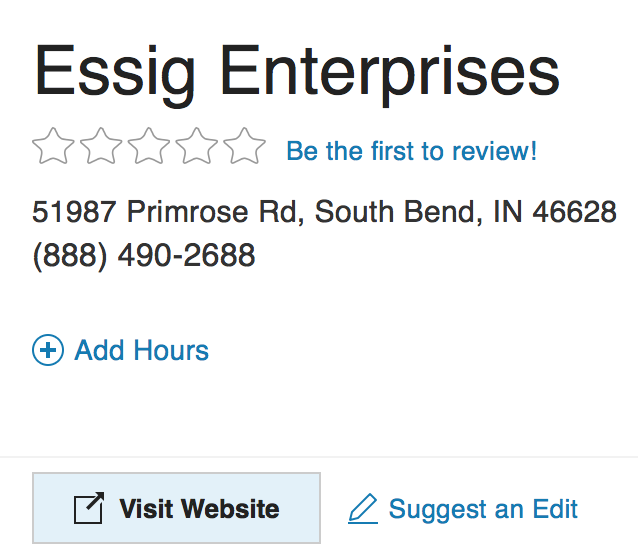 Essig Enterprises
Be the first to review!
51987 Primrose Rd, South Bend, IN 46628
(888) 490-2688
Add Hours
Visit Website
Suggest an Edit